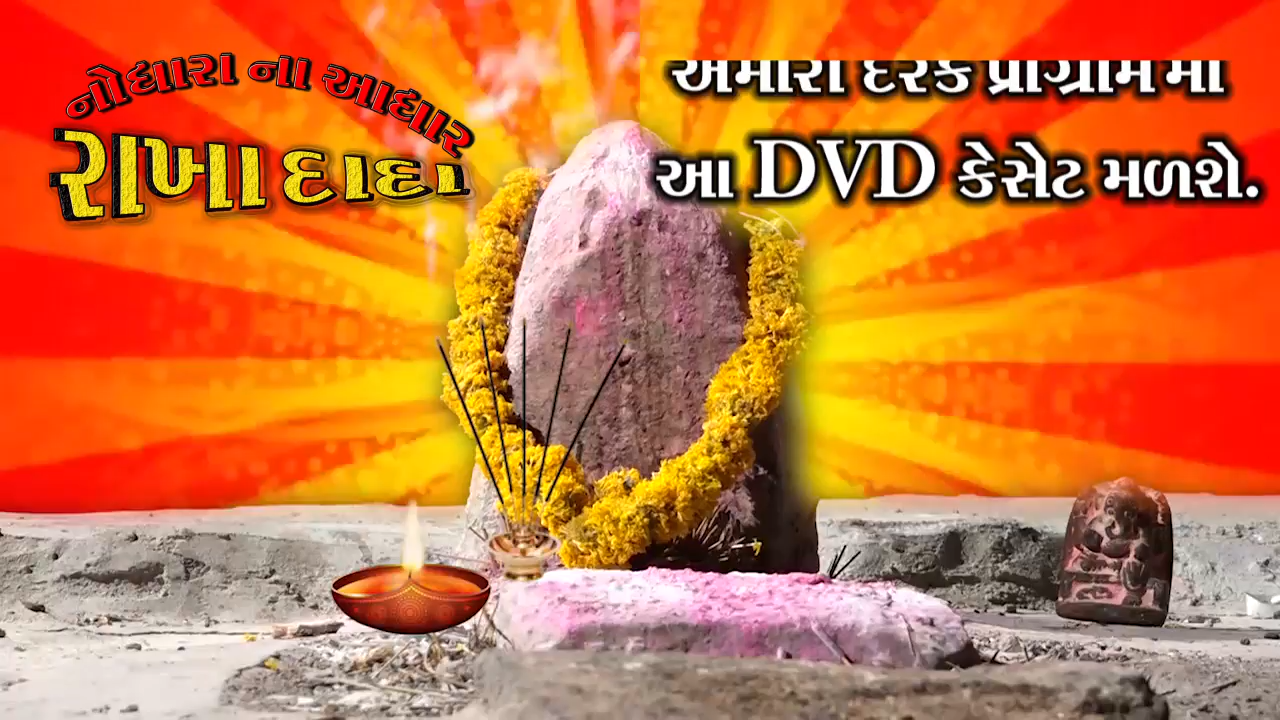 નોધારા ના આધાર
રાખા દાદા
અમારા દરેક પ્રોગ્રામ માં
આ DVD કેસેટ મળશે.